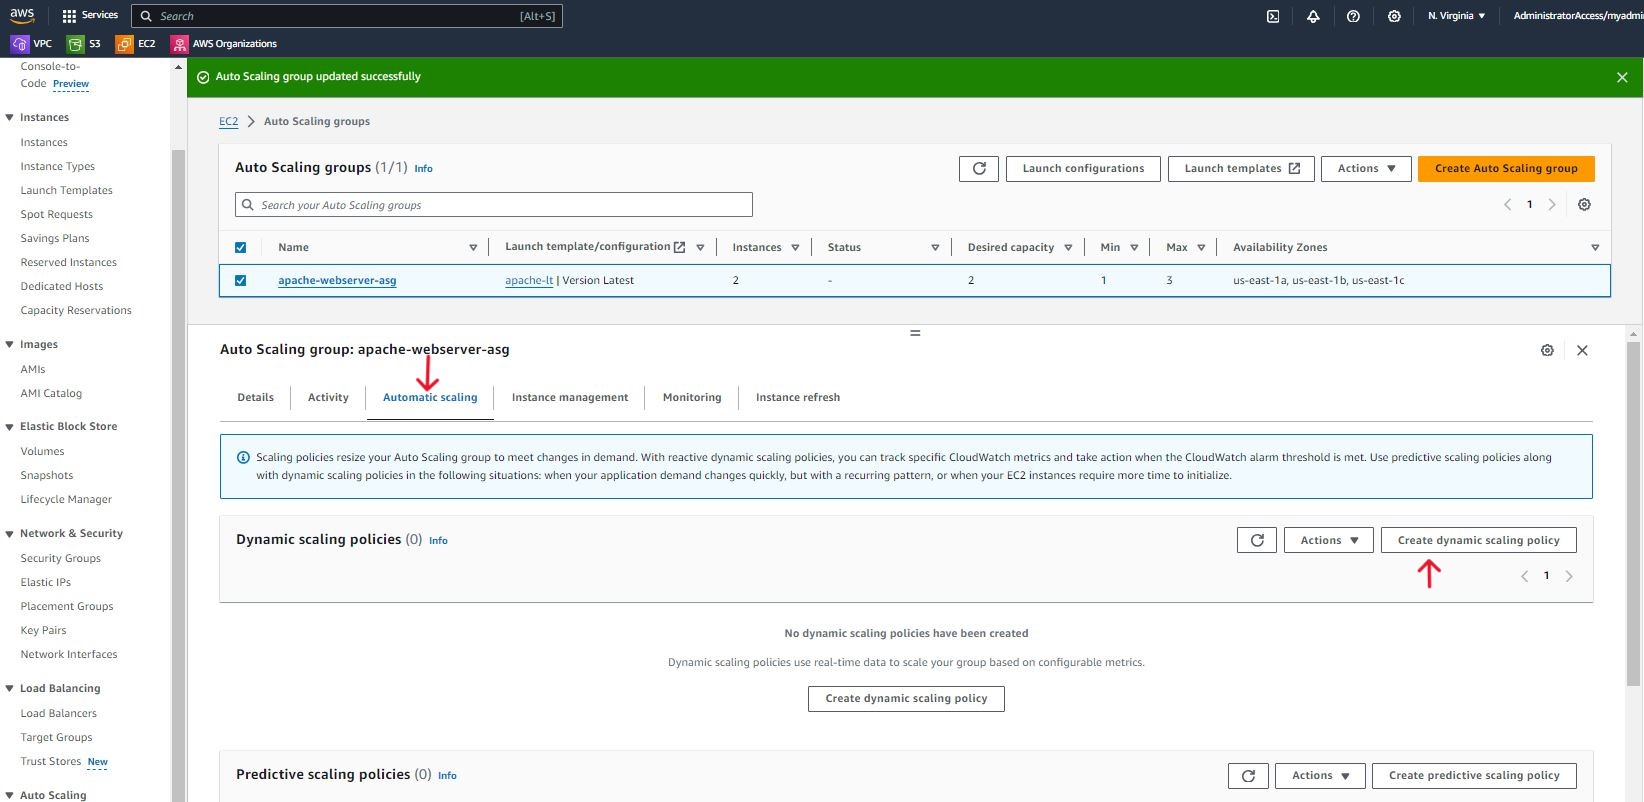 aws
Services
Search
[Alt+S]
N. Virginia
AdministratorAccess/myadmi
VPC
S3
EC2
AWS Organizations
Console-to-
Code Preview
Instances
Instances
Instance Types
Launch Templates
Spot Requests
Savings Plans
Reserved Instances
Dedicated Hosts
Capacity Reservations
Images
AMIs
AMI Catalog
Elastic Block Store
Volumes
Snapshots
Lifecycle Manager
Network & Security
Security Groups
Elastic IPs
Placement Groups
Key Pairs
Network Interfaces
Load Balancing
Load Balancers
Target Groups
Trust Stores New
Auto Scaling
Auto Scaling group updated successfully
EC2 > Auto Scaling groups
Auto Scaling groups (1/1) Info
Launch configurations
Launch templates
Actions
Create Auto Scaling group
Search your Auto Scaling groups
1
Name Launch template/configuration Instances Status Desired capacity Min Max Availability Zones
apache-webserver-asg apache-lt | Version Latest 2 - 2 1 3 us-east-1a, us-east-1b, us-east-1c
Auto Scaling group: apache-webserver-asg
Details Activity Automatic scaling Instance management Monitoring Instance refresh
Scaling policies resize your Auto Scaling group to meet changes in demand. With reactive dynamic scaling policies, you can track specific CloudWatch metrics and take action when the CloudWatch alarm threshold is met. Use predictive scaling policies along
with dynamic scaling policies in the following situations: when your application demand changes quickly, but with a recurring pattern, or when your EC2 instances require more time to initialize.
Dynamic scaling policies (0) Info
Actions
Create dynamic scaling policy
1
No dynamic scaling policies have been created
Dynamic scaling policies use real-time data to scale your group based on configurable metrics.
Create dynamic scaling policy
Predictive scaling policies (0) Info
Actions
Create predictive scaling policy